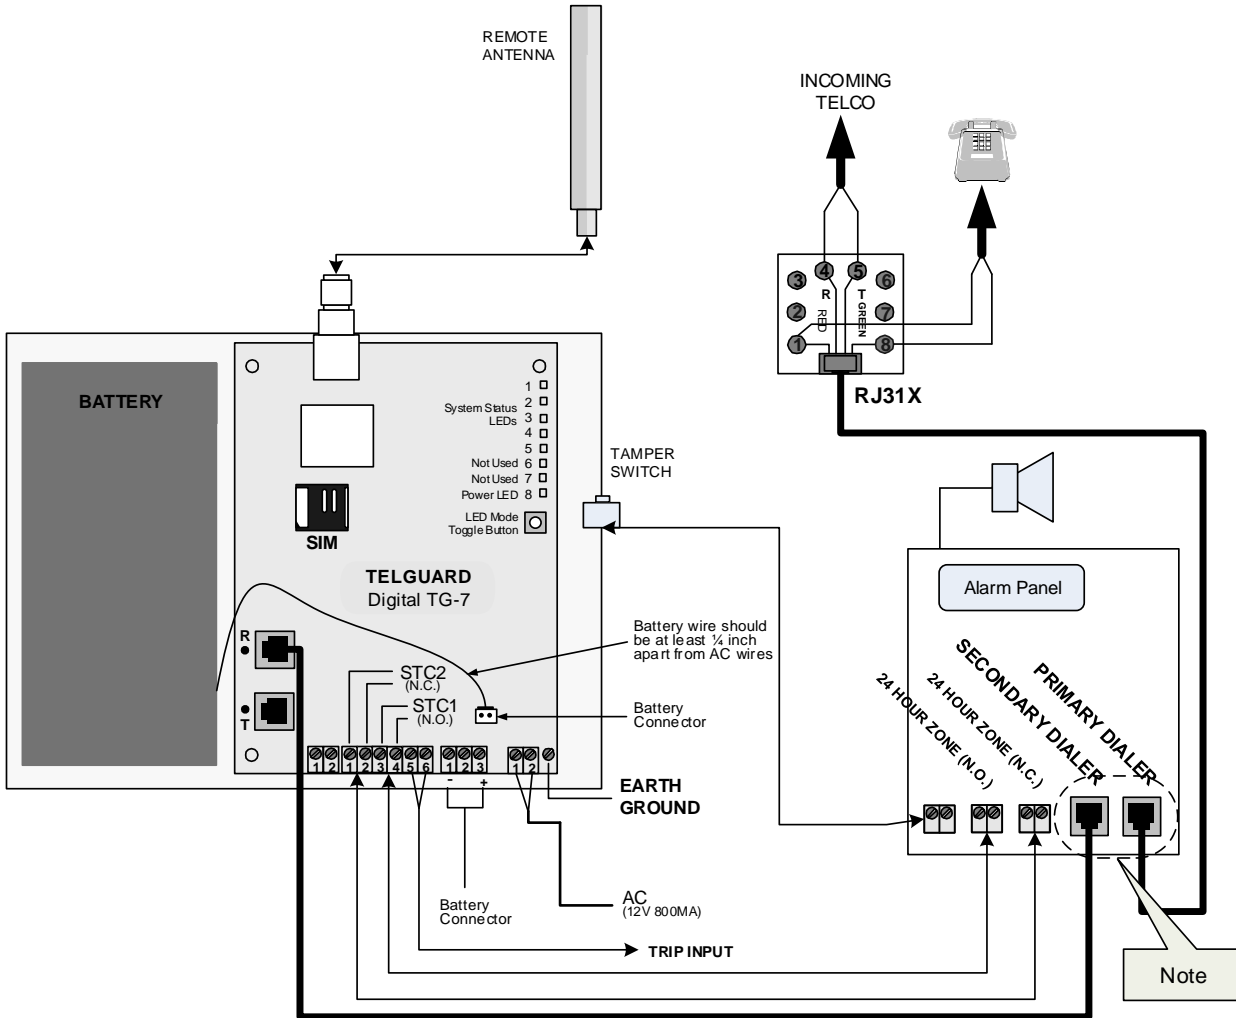 REMOTE
ANTENNA
INCOMING
TELCO
3
4
5
6
R
T
2
RED
GREEN
7
1
8
RJ31X
BATTERY
1
System Status
LEDs
2
3
4
5
Not Used 6
Not Used 7
Power LED 8
LED Mode
Toggle Button
SIM
TELGUARD
Digital TG-7
TAMPER
SWITCH
Alarm Panel
Battery wire should
be at least ¼ inch
apart from AC wires
R
T
STC2
(N.C.)
STC1
(N.O.)
Battery
Connector
1 2 1 2 3 4 5 6 1 2 3 1 2
- +
EARTH
GROUND
24 HOUR ZONE (N.O.)
24 HOUR ZONE (N.C.)
SECONDARY DIALER
PRIMARY DIALER
Battery
Connector
AC
(12V 800MA)
TRIP INPUT
Note